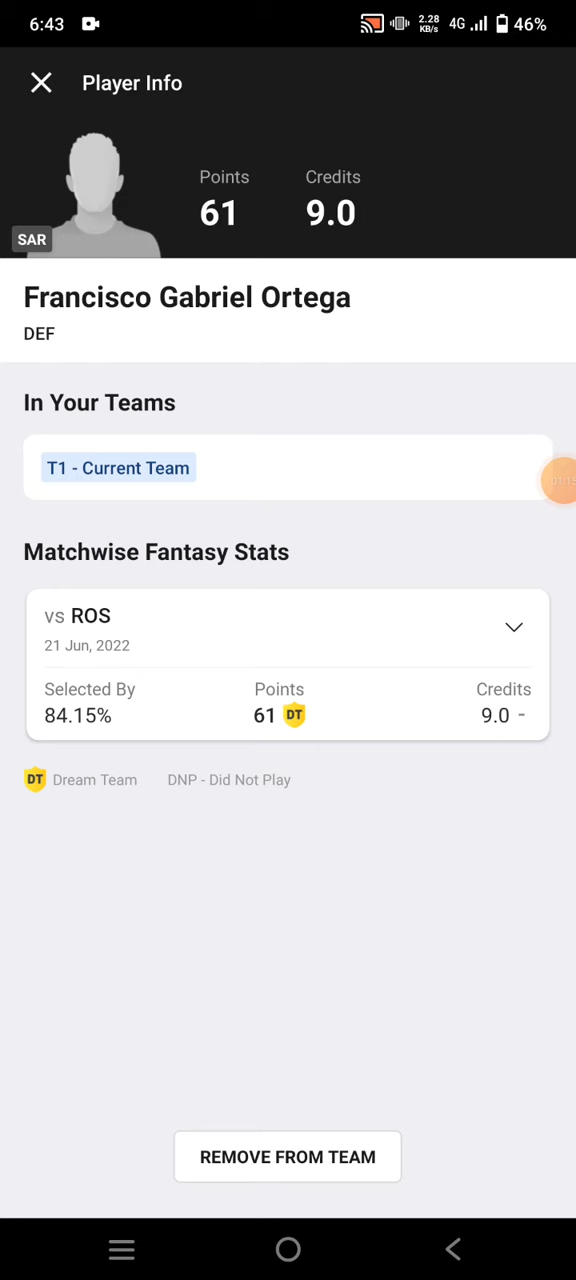 6:43 2.28 KB/s 4G 46%
Player Info
Points Credits
61 9.0
SAR
Francisco Gabriel Ortega
DEF
In Your Teams
T1 - Current Team
Matchwise Fantasy Stats
vs ROS
21 Jun, 2022
Selected By Points Credits
84.15% 61 DT 9.0 -
DT Dream Team DNP - Did Not Play
REMOVE FROM TEAM